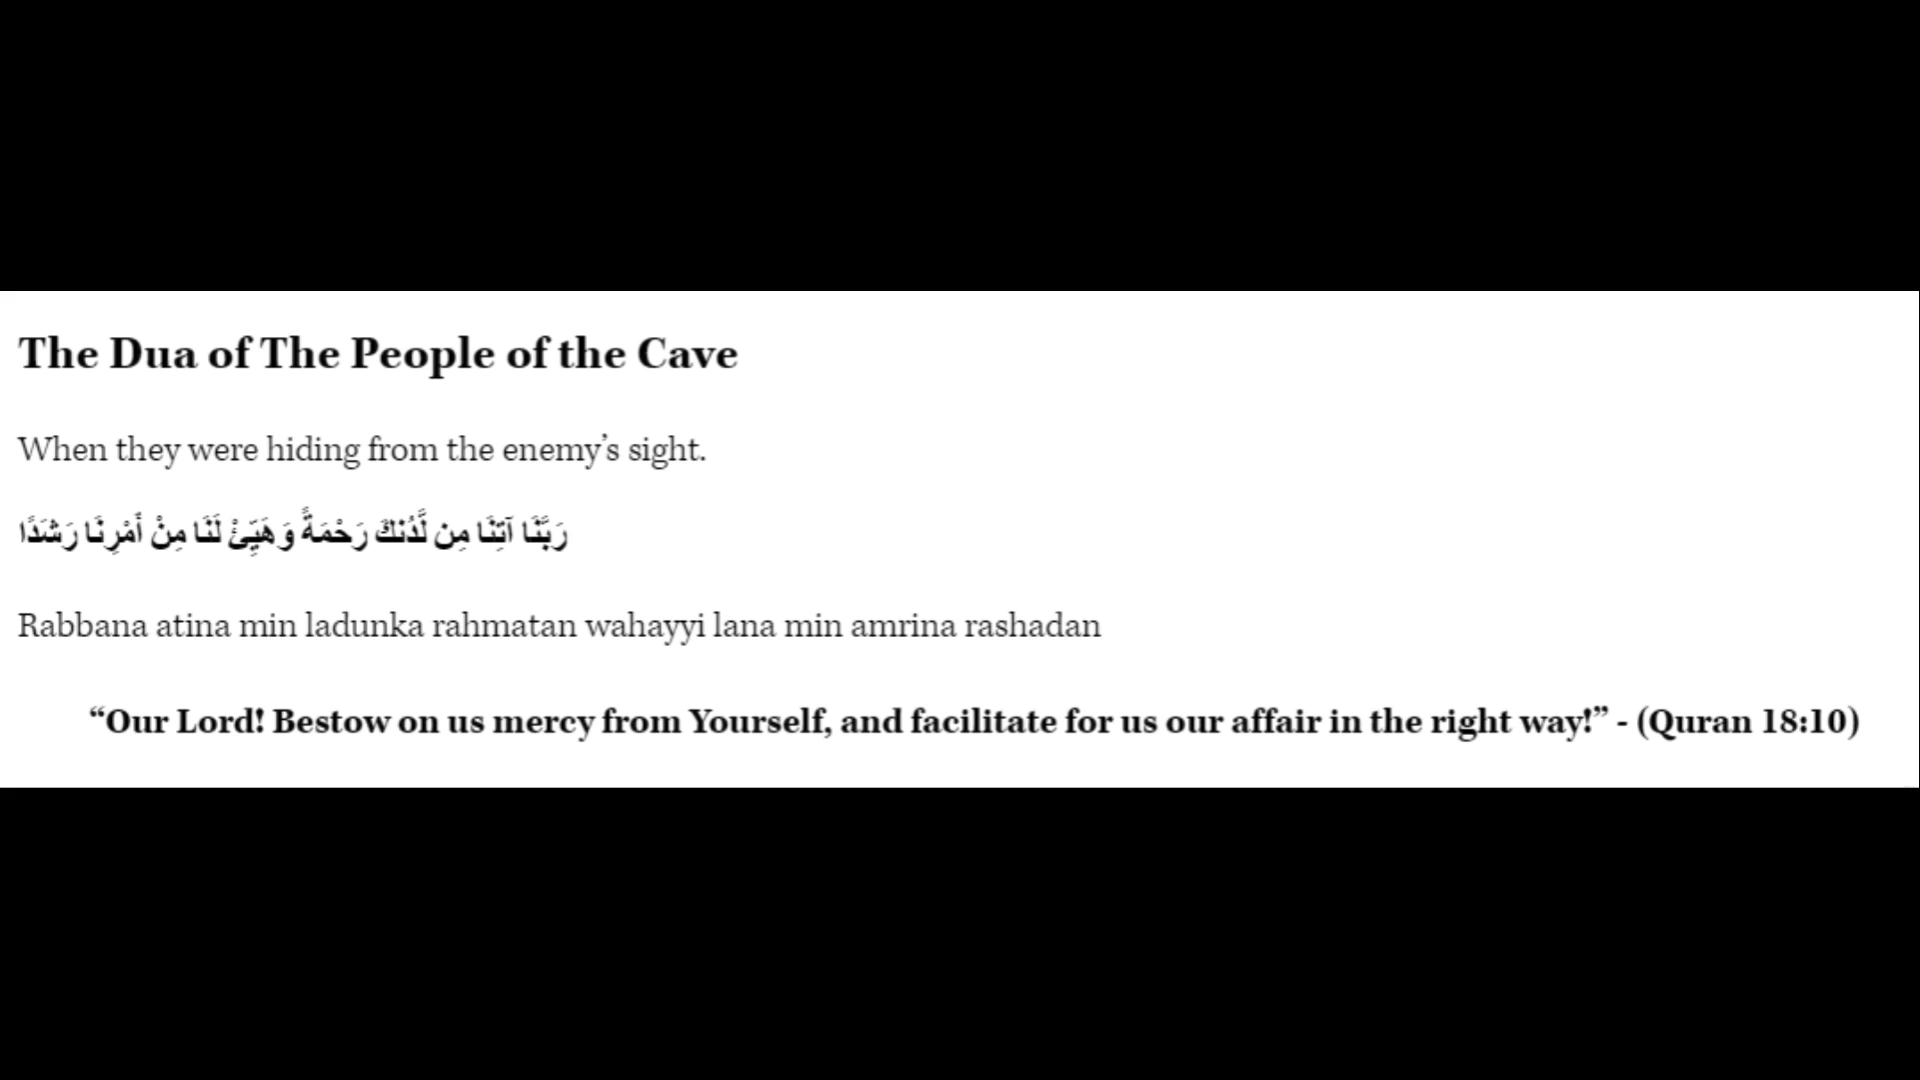 The Dua of The People of the Cave
When they were hiding from the enemy’s sight.
رَبَّنَا آتِنَا مِن لَّدُنكَ رَحْمَةً وَهَيِّئْ لَنَا مِنْ أَمْرِنَا رَشَدًا
Rabbana atina min ladunka rahmatan wahayyi lana min amrina rashadan
“Our Lord! Bestow on us mercy from Yourself, and facilitate for us our affair in the right way!” - (Quran 18:10)